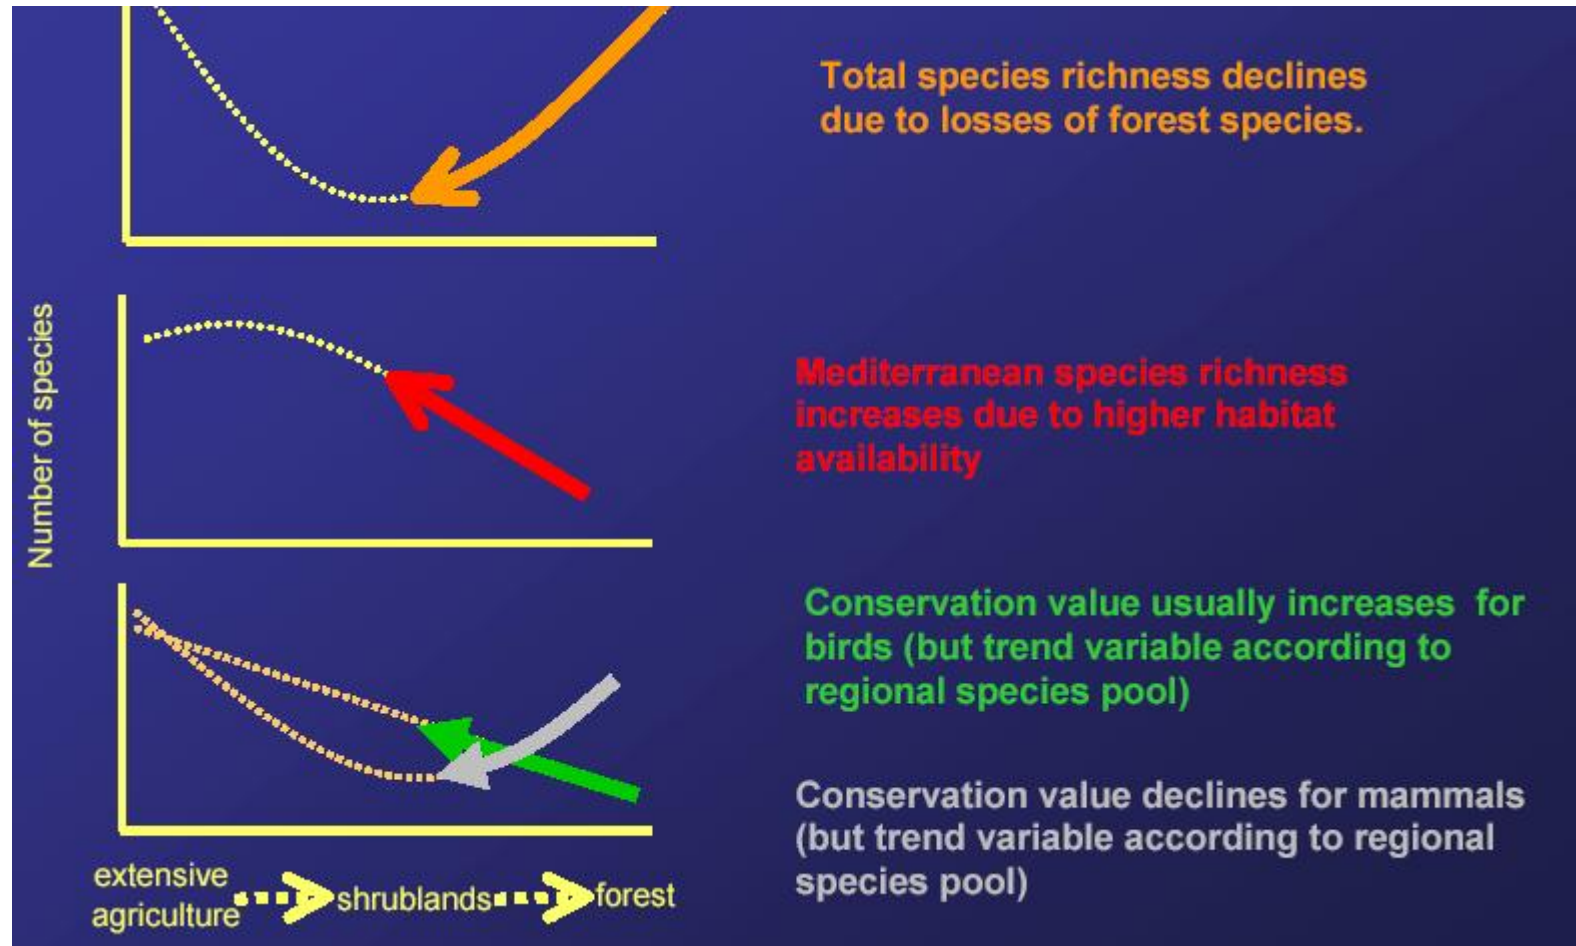 Total species richness declines
due to losses of forest species.
Number of species
Mediterranean species richness
increases due to higher habitat
availability
Conservation value usually increases for
birds (but trend variable according to
regional species pool)
Conservation value declines for mammals
(but trend variable according to regional
species pool)
extensive
agriculture
shrublands
forest